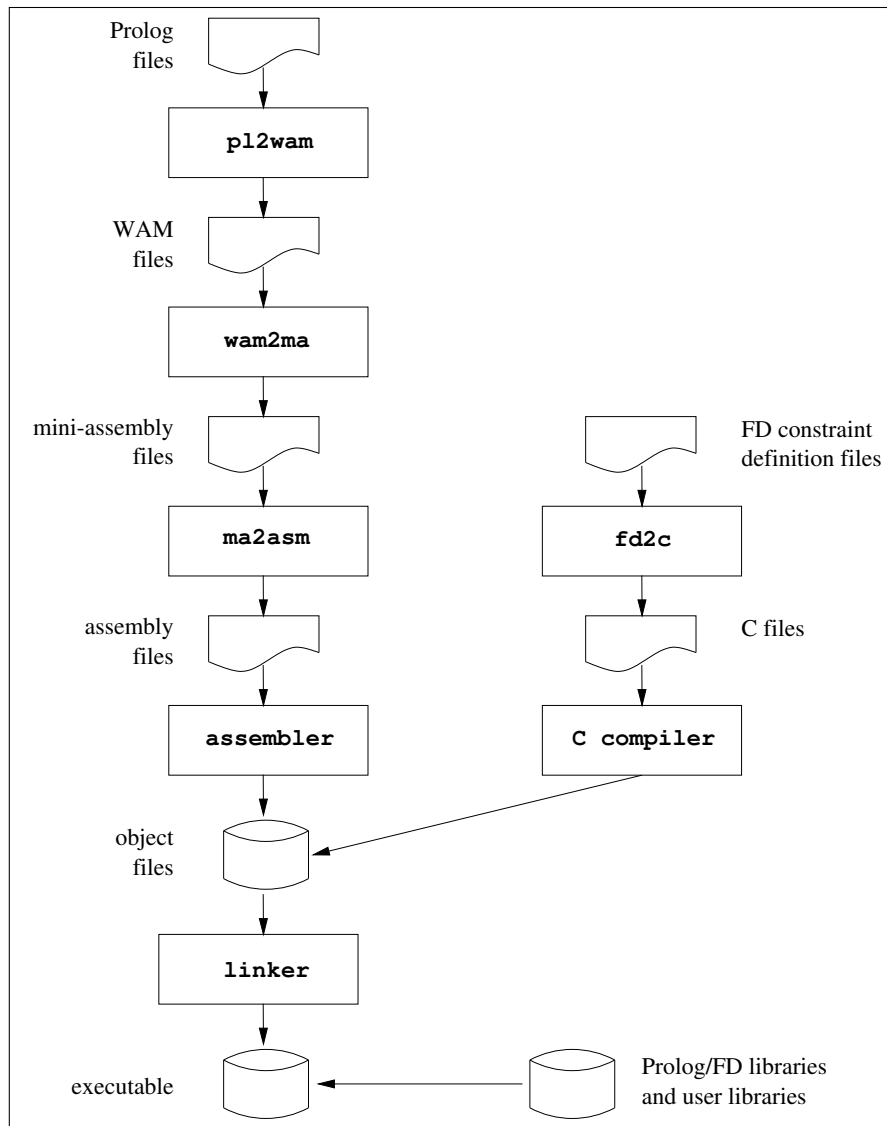 Prolog
files
pl2wam
WAM
files
wam2ma
mini-assembly
files
FD constraint
definition files
ma2asm
fd2c
assembly
files
C files
assembler
C compiler
object
files
linker
executable
Prolog/FD libraries
and user libraries